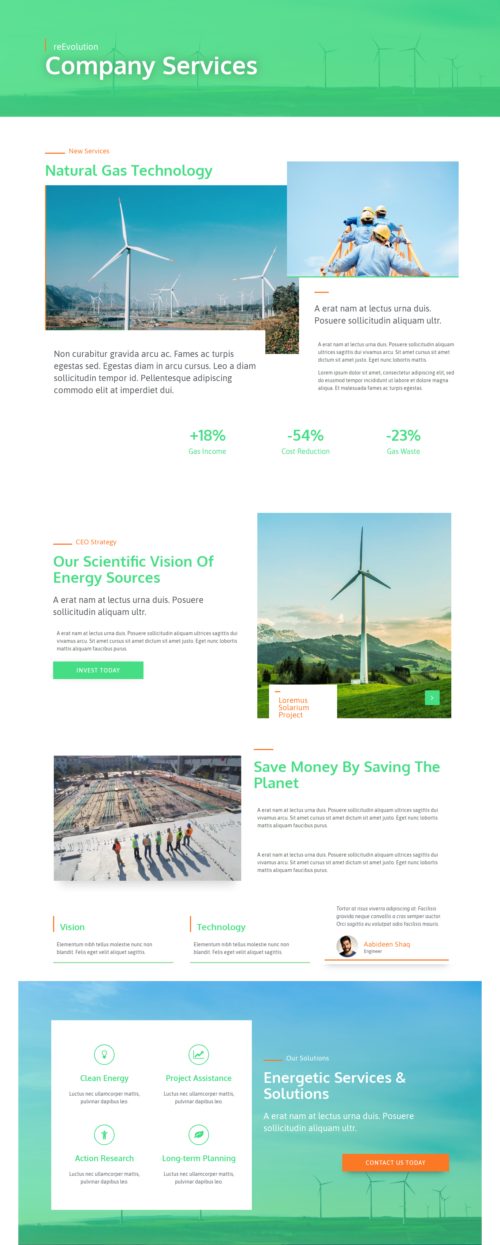 reEvolution
Company Services
New Services
Natural Gas Technology
Non curabitur gravida arcu ac. Fames ac turpis
egestas sed. Egestas diam in arcu cursus. Leo a diam
sollicitudin tempor id. Pellentesque adipiscing
commodo elit at imperdiet dui.
A erat nam at lectus urna duis.
Posuere sollicitudin aliquam ultr.
A erat nam at lectus urna duis. Posuere sollicitudin aliquam
ultrices sagittis dui vivamus arcu. Sit amet cursus sit amet
dictum sit amet justo. Eget nunc lobortis mattis.
Lorem ipsum dolor sit amet, consectetur adipiscing elit, sed
do eiusmod tempor incididunt ut labore et dolore magna
aliqua. Et malesuada fames ac turpis egestas.
+18%
Gas Income
-54%
Cost Reduction
-23%
Gas Waste
CEO Strategy
Our Scientific Vision Of
Energy Sources
A erat nam at lectus urna duis. Posuere
sollicitudin aliquam ultr.
A erat nam at lectus urna duis. Posuere sollicitudin aliquam ultrices sagittis dui
vivamus arcu. Sit amet cursus sit amet dictum sit amet justo. Eget nunc lobortis
mattis aliquam faucibus purus.
INVEST TODAY
Loremus
Solarium
Project
Save Money By Saving The
Planet
A erat nam at lectus urna duis. Posuere sollicitudin aliquam ultrices sagittis dui
vivamus arcu. Sit amet cursus sit amet dictum sit amet justo. Eget nunc lobortis
mattis aliquam faucibus purus.
A erat nam at lectus urna duis. Posuere sollicitudin aliquam ultrices sagittis dui
vivamus arcu. Sit amet cursus sit amet dictum sit amet justo. Eget nunc lobortis
mattis aliquam faucibus purus.
Vision
Elementum nibh tellus molestie nunc non
blandit. Felis eget velit aliquet sagittis
Technology
Elementum nibh tellus molestie nunc non
blandit. Felis eget velit aliquet sagittis
Tortor at risus viverra adipiscing at. Facilisis
gravida neque convallis a cras semper auctor.
Orci sagittis eu volutpat odio facilisis mauris
Aabideen Shaq
Engineer
Clean Energy
Luctus nec ullamcorper mattis,
pulvinar dapibus leo
Project Assistance
Luctus nec ullamcorper mattis,
pulvinar dapibus leo
Action Research
Luctus nec ullamcorper mattis,
pulvinar dapibus leo
Long-term Planning
Luctus nec ullamcorper mattis,
pulvinar dapibus leo
Our Solutions
Energetic Services &
Solutions
A erat nam at lectus urna duis. Posuere
sollicitudin aliquam ultr.
CONTACT US TODAY